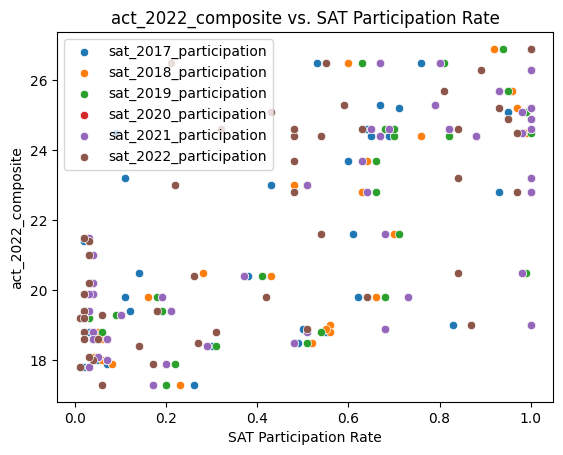 act_2022_composite vs. SAT Participation Rate
sat_2017_participation
sat_2018_participation
sat_2019_participation
sat_2020_participation
sat_2021_participation
sat_2022_participation
act_2022_composite
26
24
22
20
18
0.0 0.2 0.4 0.6 0.8 1.0
SAT Participation Rate